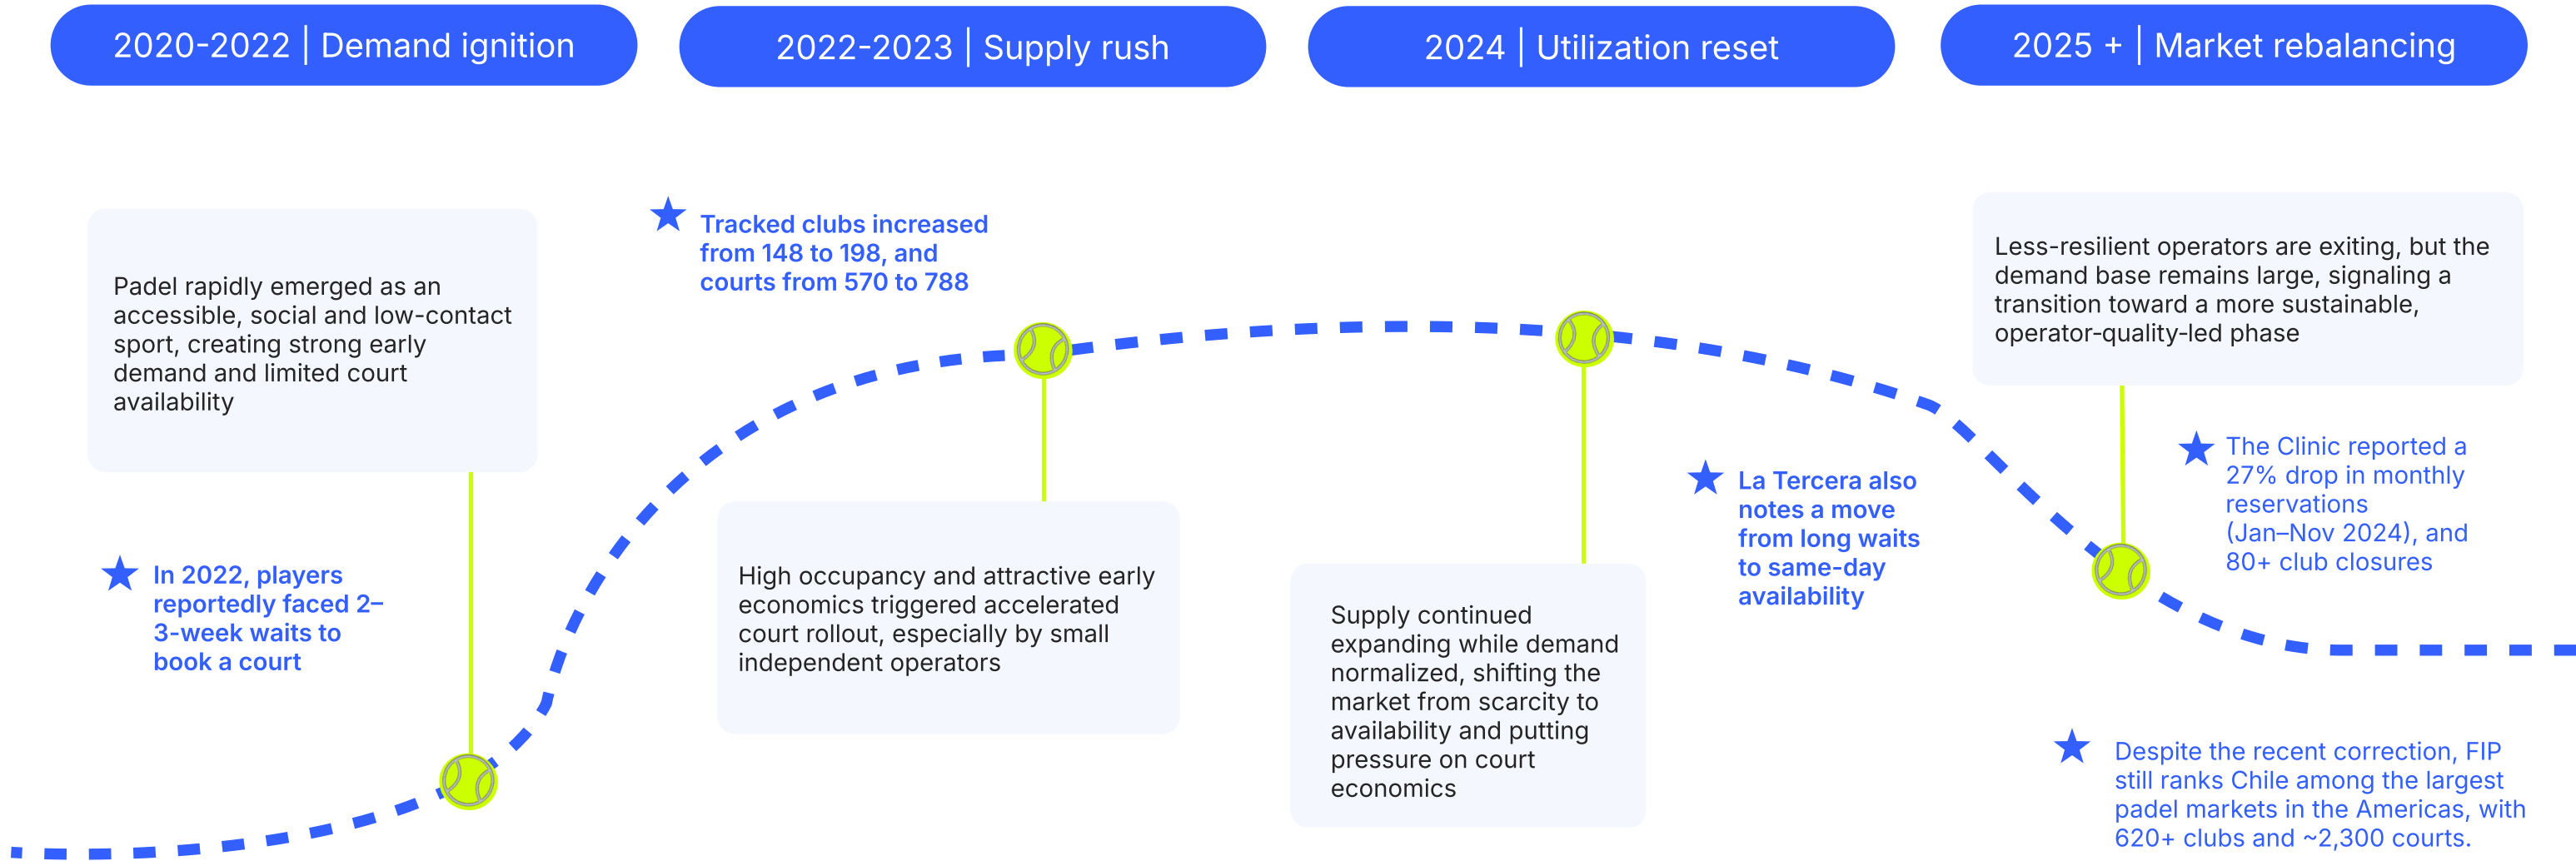 2020-2022 | Demand ignition
2022-2023 | Supply rush
2024 | Utilization reset
2025 + | Market rebalancing
Padel rapidly emerged as an
accessible, social and low-contact
sport, creating strong early
demand and limited court
availability
In 2022, players
reportedly faced 2–
3-week waits to
book a court
Tracked clubs increased
from 148 to 198, and
courts from 570 to 788
High occupancy and attractive early
economics triggered accelerated
court rollout, especially by small
independent operators
Supply continued
expanding while demand
normalized, shifting the
market from scarcity to
availability and putting
pressure on court
economics
La Tercera also
notes a move
from long waits
to same-day
availability
Less-resilient operators are exiting, but the
demand base remains large, signaling a
transition toward a more sustainable,
operator-quality-led phase
The Clinic reported a
27% drop in monthly
reservations
(Jan–Nov 2024), and
80+ club closures
Despite the recent correction, FIP
still ranks Chile among the largest
padel markets in the Americas, with
620+ clubs and ~2,300 courts.